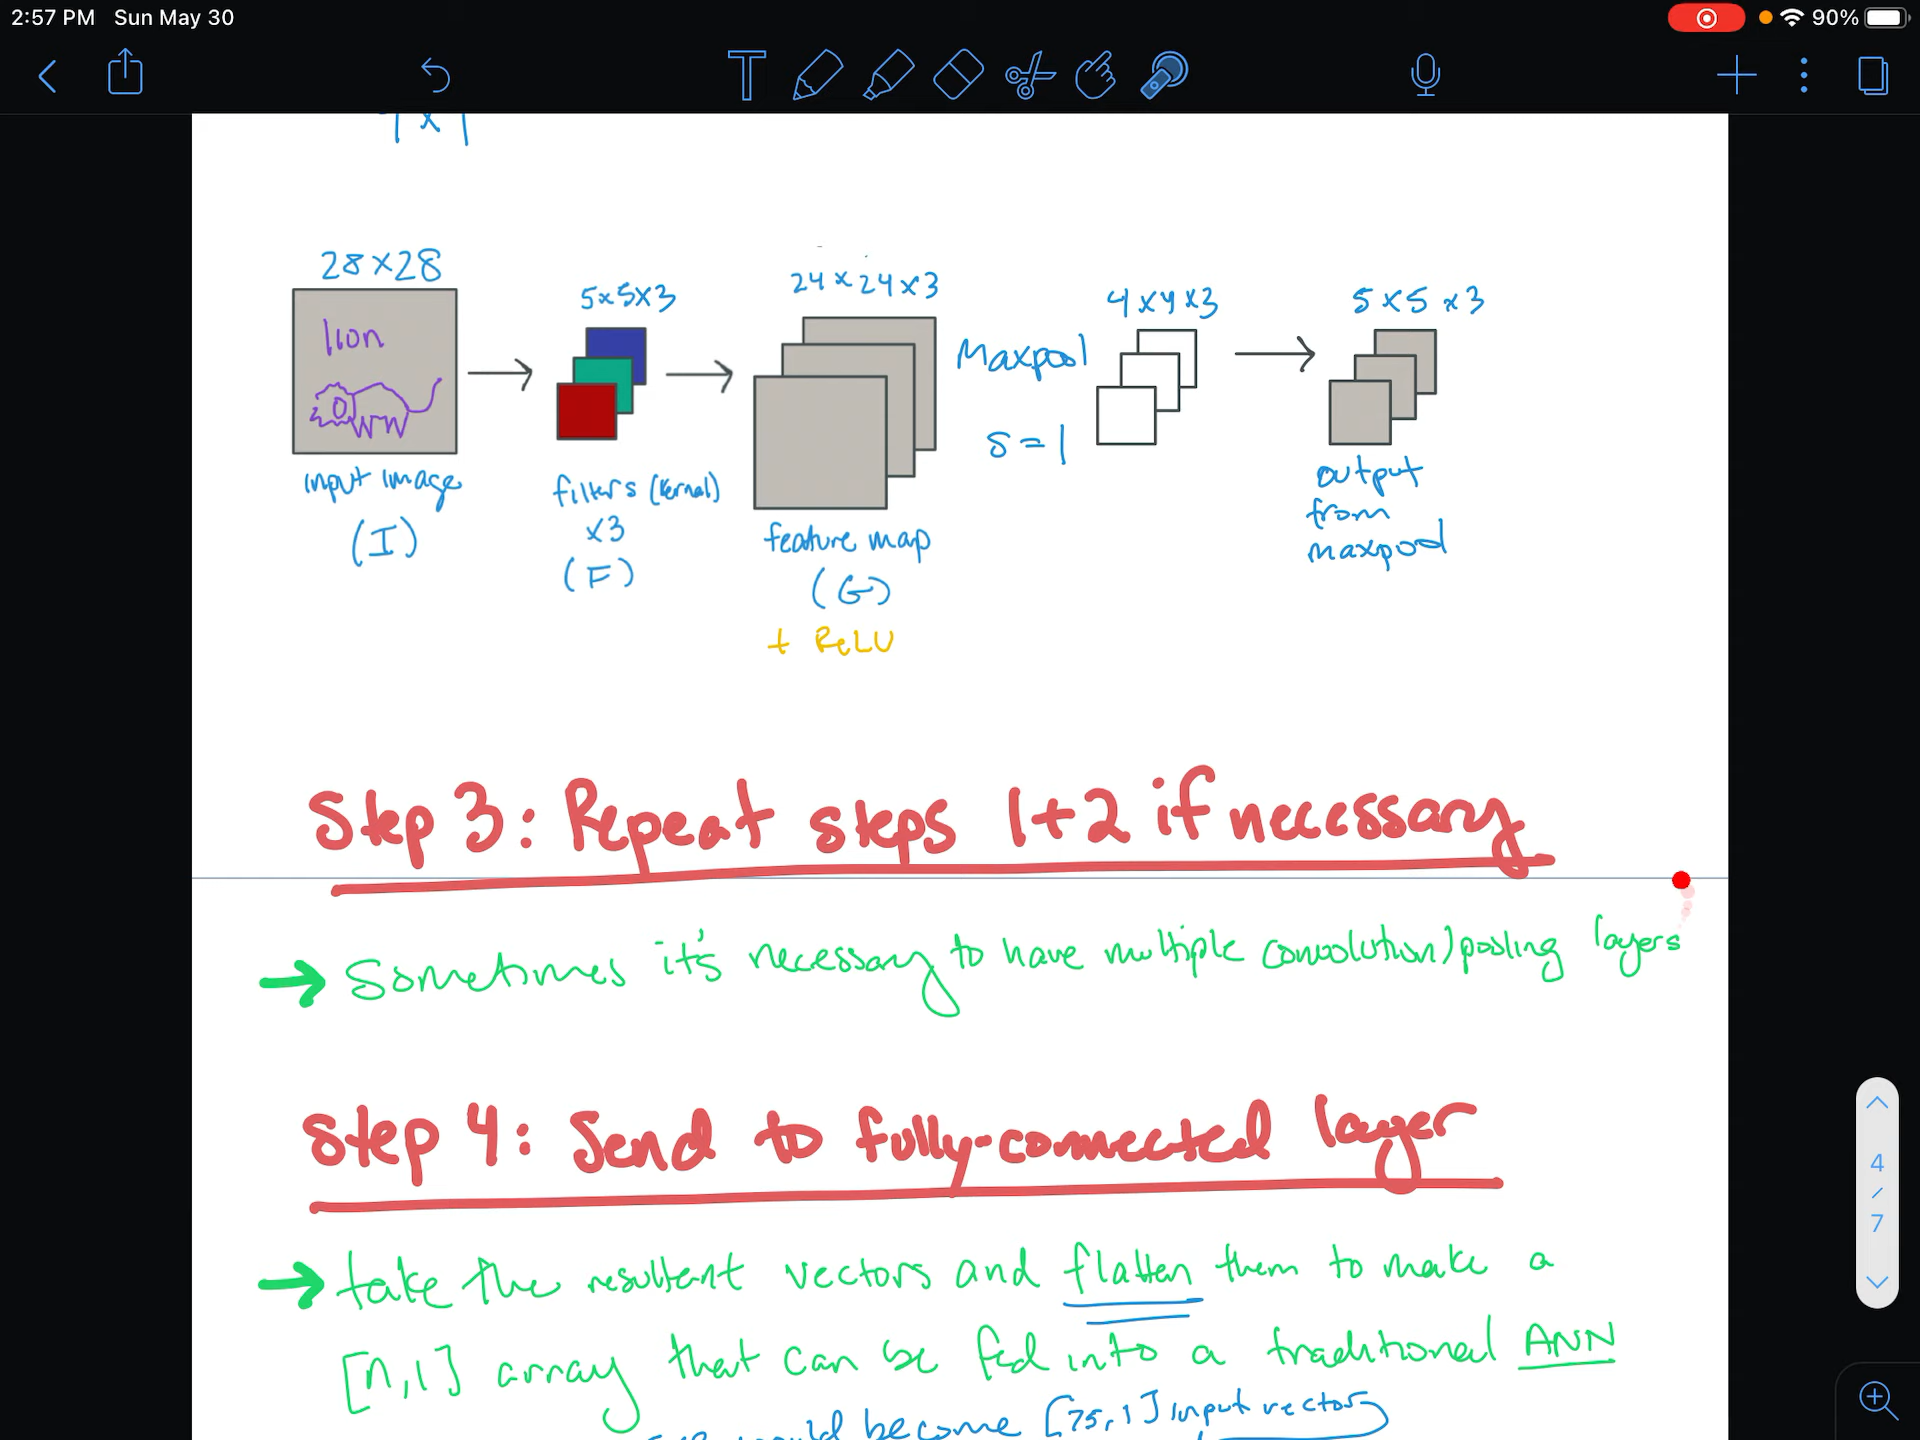 2:57 PM Sun May 30
90%
28×28
5×5×3
24×24×3
4×4×3
5×5×3
lion
Maxpool
S=1
input image
(I)
filters (kernal)
×3
(F)
feature map
(G)
+ ReLU
output
from
maxpool
Step 3: Repeat steps 1+2 if necessary
→ Sometimes it's necessary to have multiple convolution/pooling layers
Step 4: Send to fully-connected layer
→ take the resultant vectors and flatten them to make a
[n,1] array that can be fed into a traditional ANN
would become [75,1] input vector
4
/
7